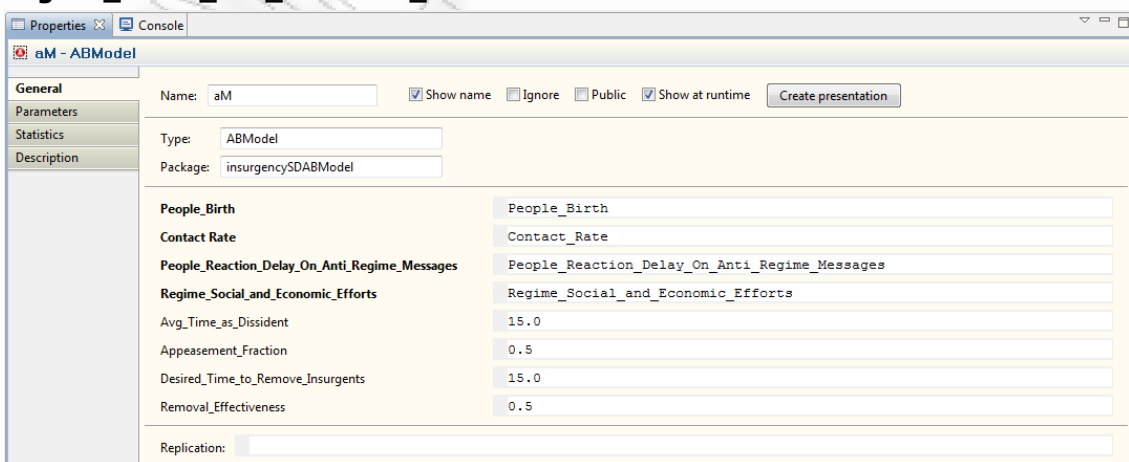 Properties Console
aM - ABModel
General
Parameters
Statistics
Description
Name: aM Show name Ignore Public Show at runtime Create presentation
Type: ABModel
Package: insurgencySDABModel
People_Birth People_Birth
Contact Rate Contact_Rate
People_Reaction_Delay_On_Anti_Regime_Messages People_Reaction_Delay_On_Anti_Regime_Messages
Regime_Social_and_Economic_Efforts Regime_Social_and_Economic_Efforts
Avg_Time_as_Dissident 15.0
Appeasement_Fraction 0.5
Desired_Time_to_Remove_Insurgents 15.0
Removal_Effectiveness 0.5
Replication: